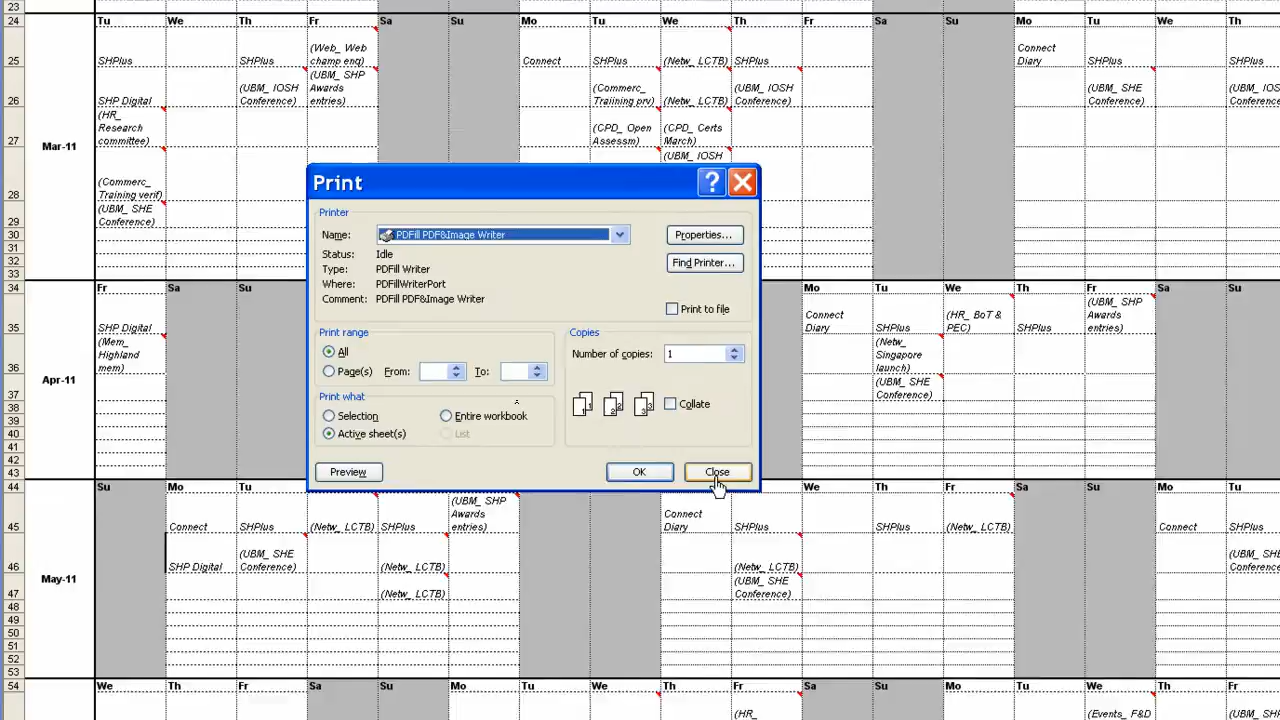 23
24 Tu We Th Fr Sa Su Mo Tu We Th Fr Sa Su Mo Tu We Th
(Web_ Web
champ enq)
Connect
Diary
25 SHPlus SHPlus Connect SHPlus (Netw_ LCTB) SHPlus SHPlus SHPlus
(UBM_ SHP
Awards
entries)
(UBM_ IOSH
Conference)
(Commerc_
Traiining prv)
(UBM_ IOSH
Conference)
(UBM_ SHE
Conference)
26 SHP Digital (Netw_ LCTB)
(HR_
Research
committee)
(CPD_ Open
Assessm)
(CPD_ Certs
March)
27
Mar-11
(UBM_ IOSH
28
(Commerc_
Training verif)
29
(UBM_ SHE
Conference)
30
31
32
33
Print
Printer
Name: PDFill PDF&Image Writer
Properties...
Status: Idle
Find Printer...
Type: PDFill Writer
Where: PDFillWriterPort
Comment: PDFill PDF&Image Writer
Print to file
Print range
All
Page(s) From: To:
Copies
Number of copies: 1
Collate
Print what
Selection
Entire workbook
Active sheet(s)
List
Preview
OK
Close
34 Fr Sa Su Mo Tu We Th Fr Sa Su
35 SHP Digital
Connect
Diary
SHPlus
(HR_ BoT &
PEC)
SHPlus
(UBM_ SHP
Awards
entries)
36
(Mem_
Highland
mem)
(Netw_
Singapore
launch)
Apr-11
37
(UBM_ SHE
Conference)
38
39
40
41
42
43
44 Su Mo Tu We Th Fr Sa Mo Tu
45 Connect SHPlus (Netw_ LCTB) SHPlus
(UBM_ SHP
Awards
entries)
Connect
Diary
SHPlus SHPlus (Netw_ LCTB) Connect SHPlus
46 SHP Digital
(UBM_ SHE
Conference)
(Netw_ LCTB) (Netw_ LCTB)
May-11
47 (Netw_ LCTB)
(UBM_ SHE
Conference)
48
49
50
51
52
53
54 We Th Fr Sa Su Mo Tu We Th Fr Sa Su Mo Tu We Th Fr
(HR_
(Events_ F&D
(UBM_ SHP